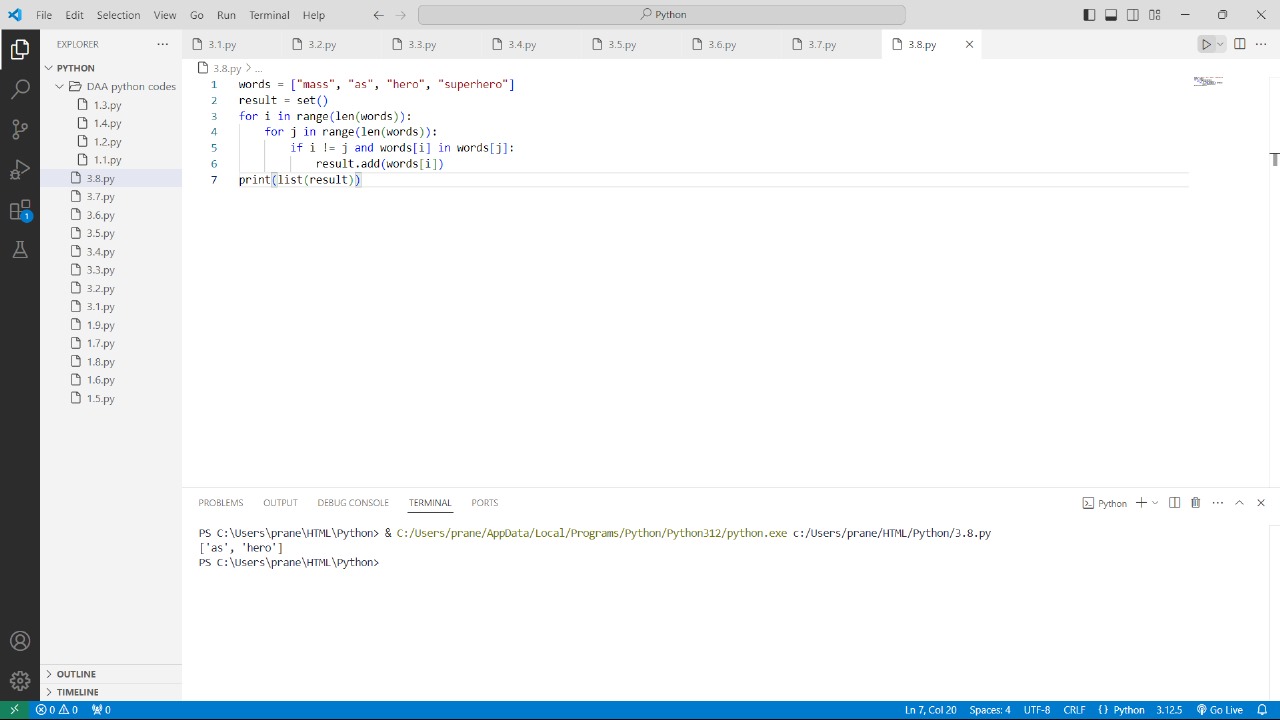 File Edit Selection View Go Run Terminal Help Python
EXPLORER
PYTHON
DAA python codes
1.3.py
1.4.py
1.2.py
1.1.py
3.8.py
3.7.py
3.6.py
3.5.py
3.4.py
3.3.py
3.2.py
3.1.py
1.9.py
1.7.py
1.8.py
1.6.py
1.5.py
OUTLINE
TIMELINE
1
3.1.py 3.2.py 3.3.py 3.4.py 3.5.py 3.6.py 3.7.py 3.8.py
3.8.py > ...
1 words = ["mass", "as", "hero", "superhero"]
2 result = set()
3 for i in range(len(words)):
4 for j in range(len(words)):
5 if i != j and words[i] in words[j]:
6 result.add(words[i])
7 print(list(result))
PROBLEMS OUTPUT DEBUG CONSOLE TERMINAL PORTS Python
PS C:\Users\prane\HTML\Python> & C:/Users/prane/AppData/Local/Programs/Python/Python312/python.exe c:/Users/prane/HTML/Python/3.8.py
['as', 'hero']
PS C:\Users\prane\HTML\Python>
0 0 0 Ln 7, Col 20 Spaces: 4 UTF-8 CRLF {} Python 3.12.5 Go Live